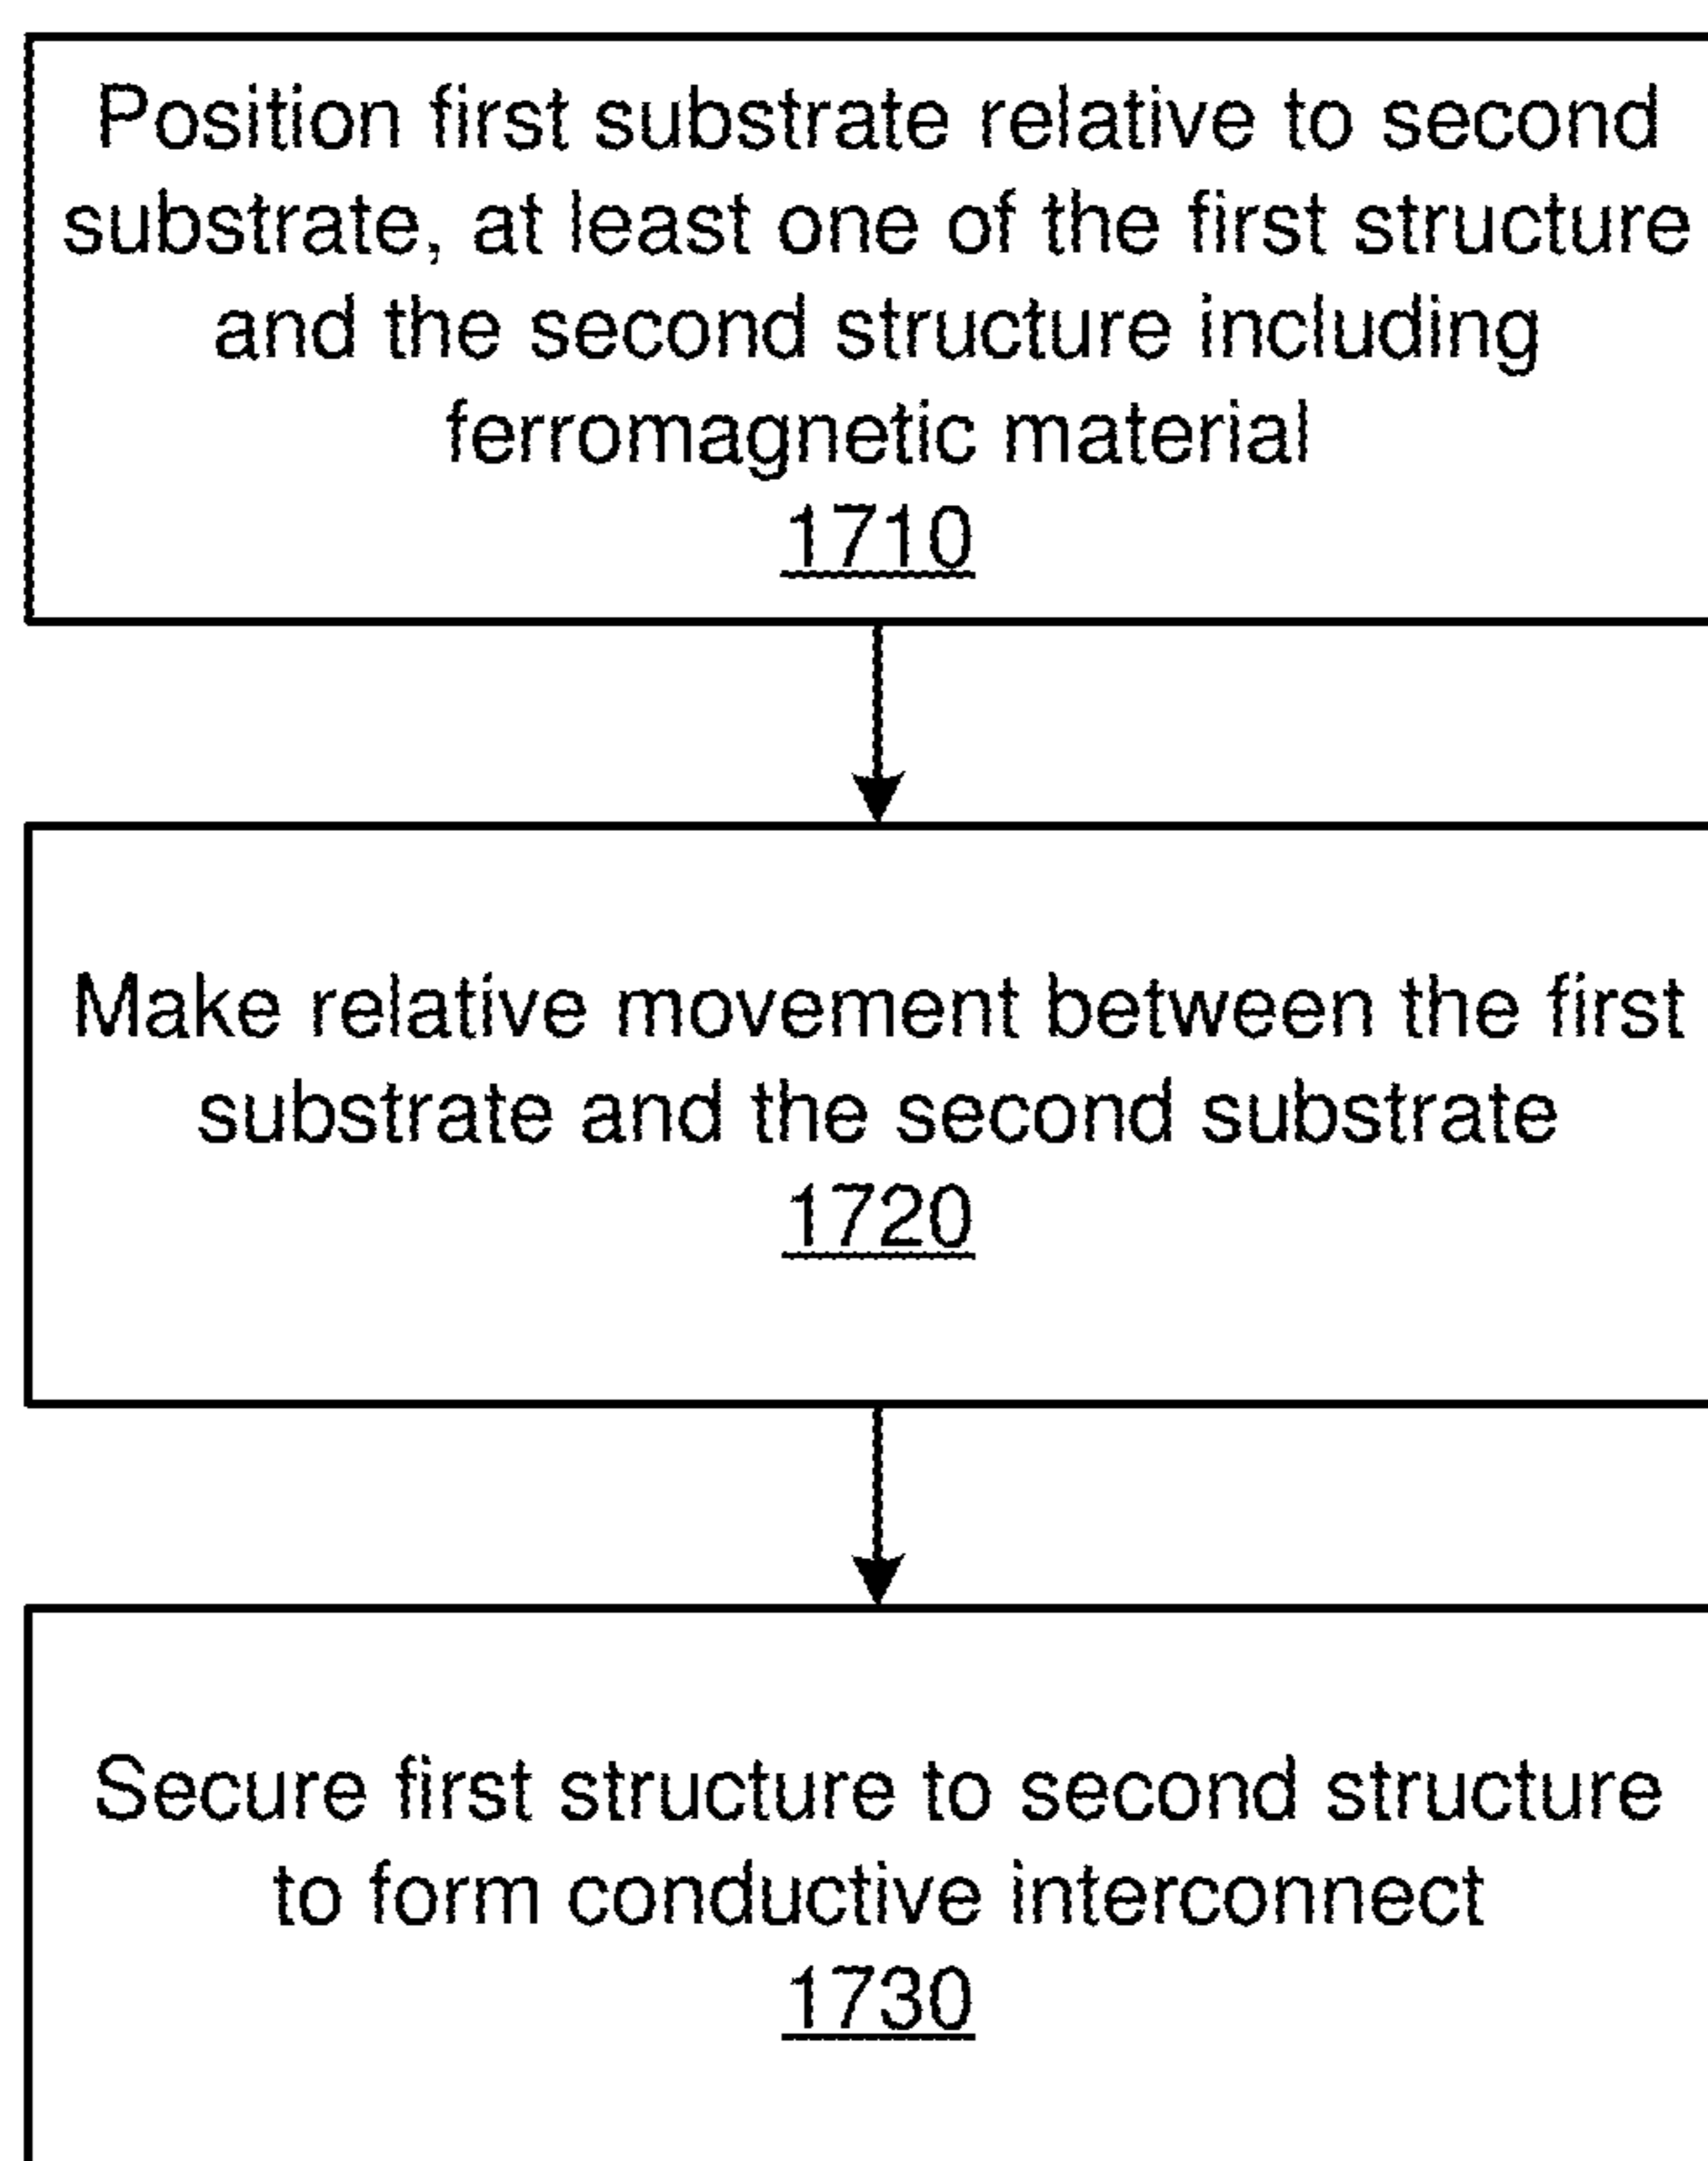 Position first substrate relative to second
substrate, at least one of the first structure
and the second structure including
ferromagnetic material
1710
Make relative movement between the first
substrate and the second substrate
1720
Secure first structure to second structure
to form conductive interconnect
1730